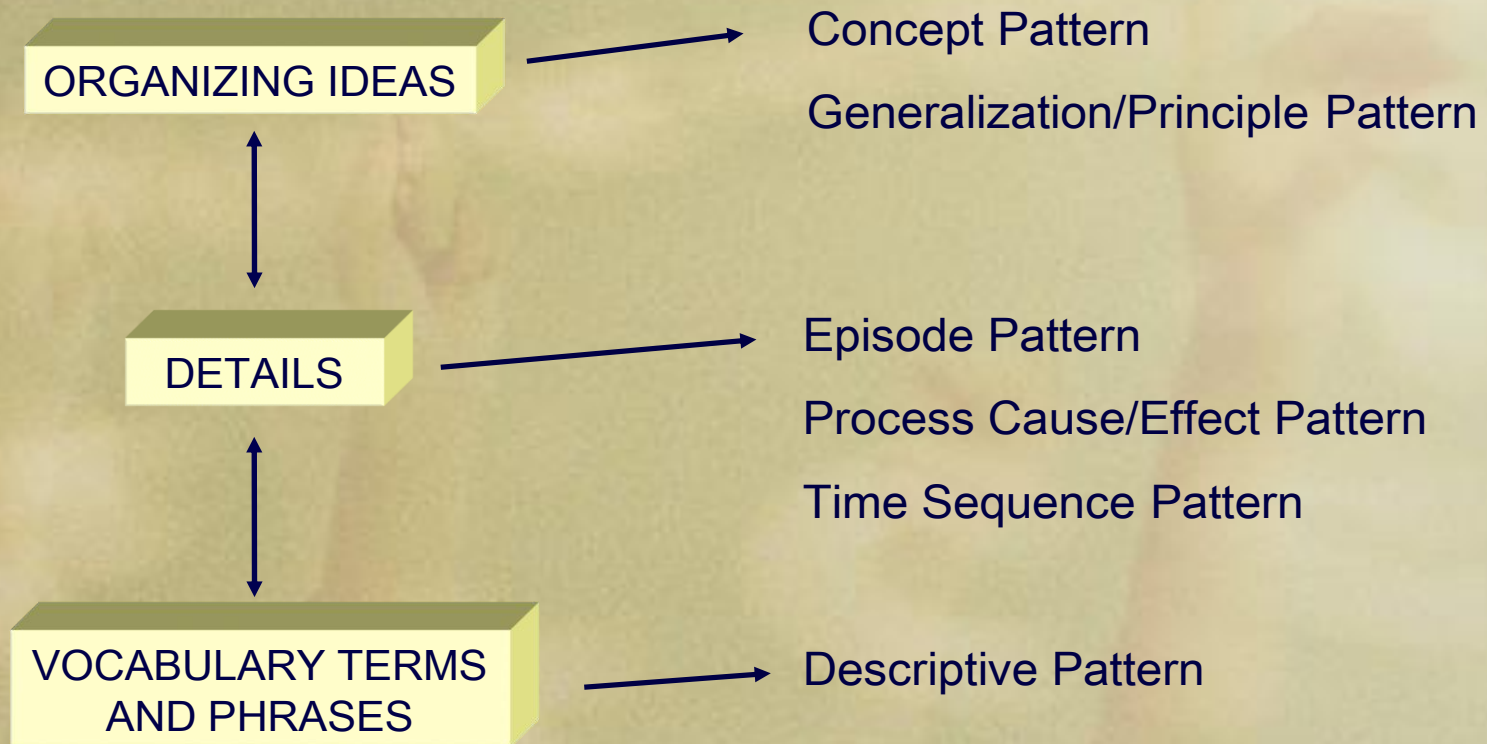 Concept Pattern
ORGANIZING IDEAS
Generalization/Principle Pattern
Episode Pattern
DETAILS
Process Cause/Effect Pattern
Time Sequence Pattern
VOCABULARY TERMS
AND PHRASES
Descriptive Pattern